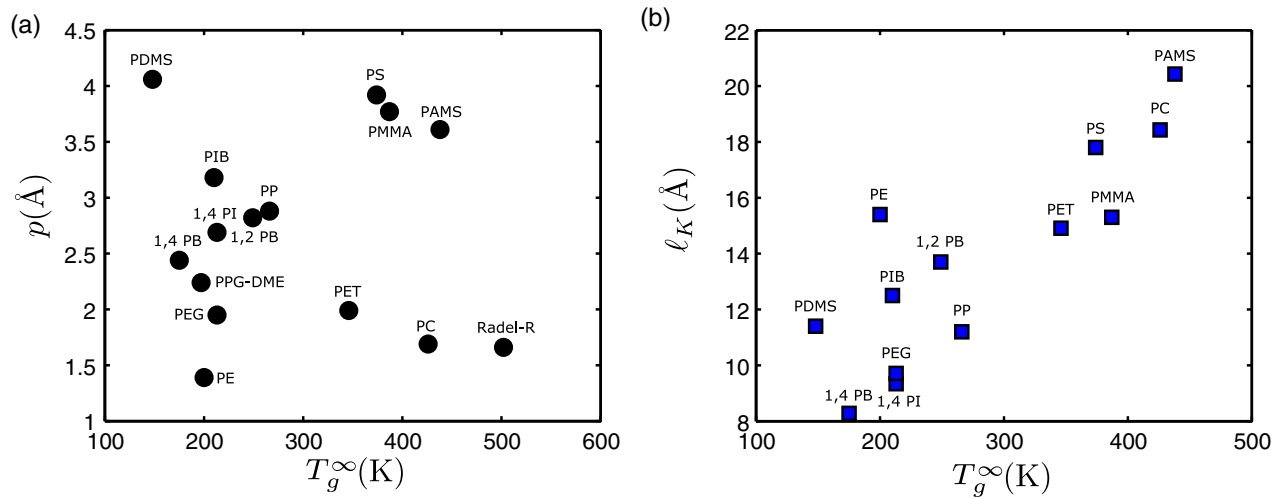 (a)
4.5
4
3.5
3
2.5
2
1.5
1
p(Å)
PDMS
PS
PMMA
PAMS
PIB
PP
1,4 PI
1,2 PB
1,4 PB
PPG-DME
PEG
PET
PC
Radel-R
PE
100 200 300 400 500 600
T_g^∞(K)
(b)
22
20
18
16
14
12
10
8
ℓ_K(Å)
PAMS
PC
PS
PE
PMMA
PET
1,2 PB
PIB
PDMS
PP
PEG
1,4 PB
1,4 PI
100 200 300 400 500
T_g^∞(K)